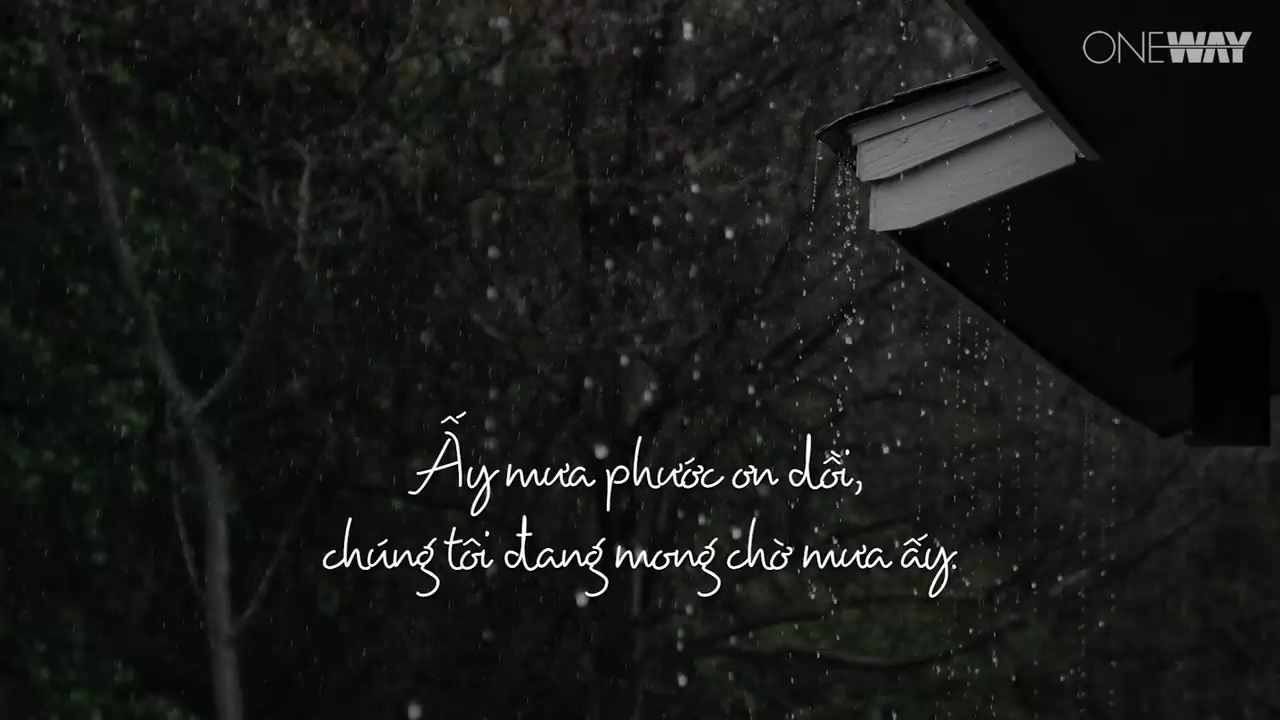 ONEWAY
Ấy mưa phước ơn dồi,
chúng tôi đang mong chờ mưa ấy.